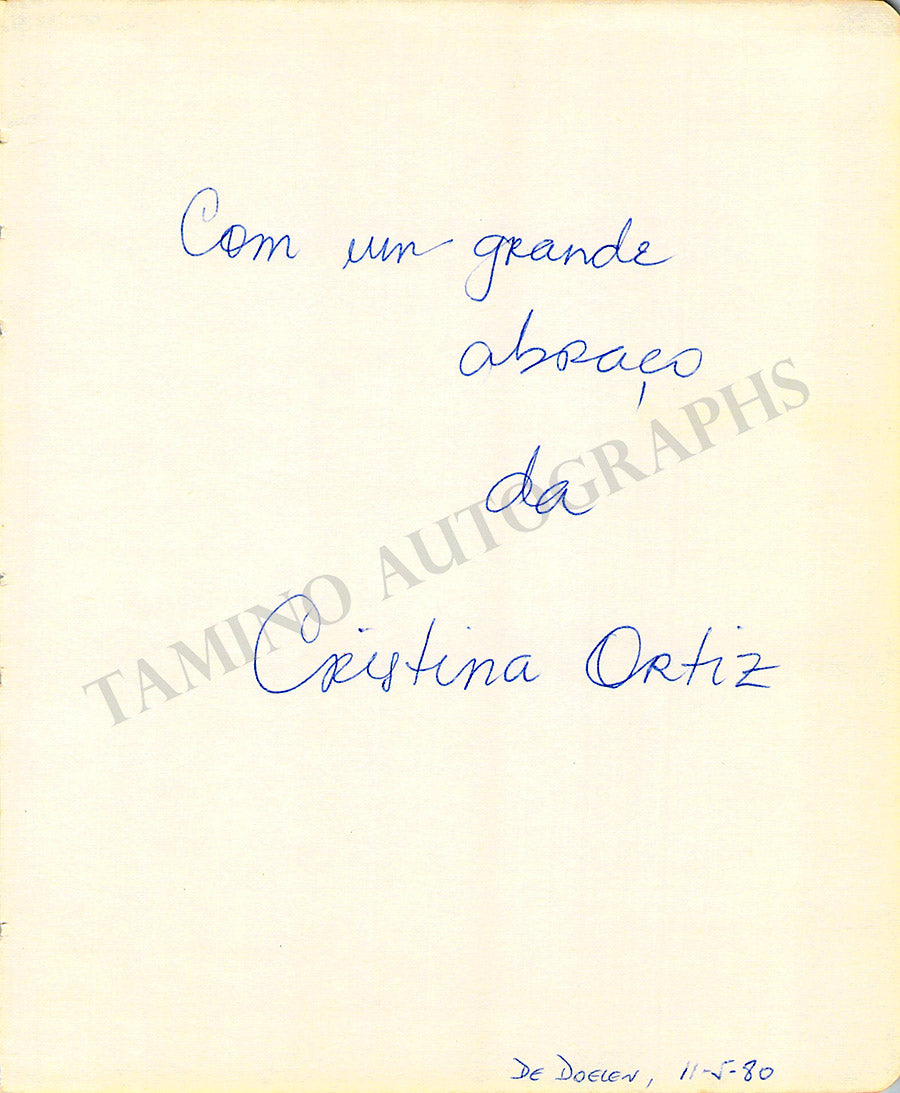 Com um grande
abraço
da
Cristina Ortiz
TAMINO AUTOGRAPHS
DE DOELEN, 11-5-80